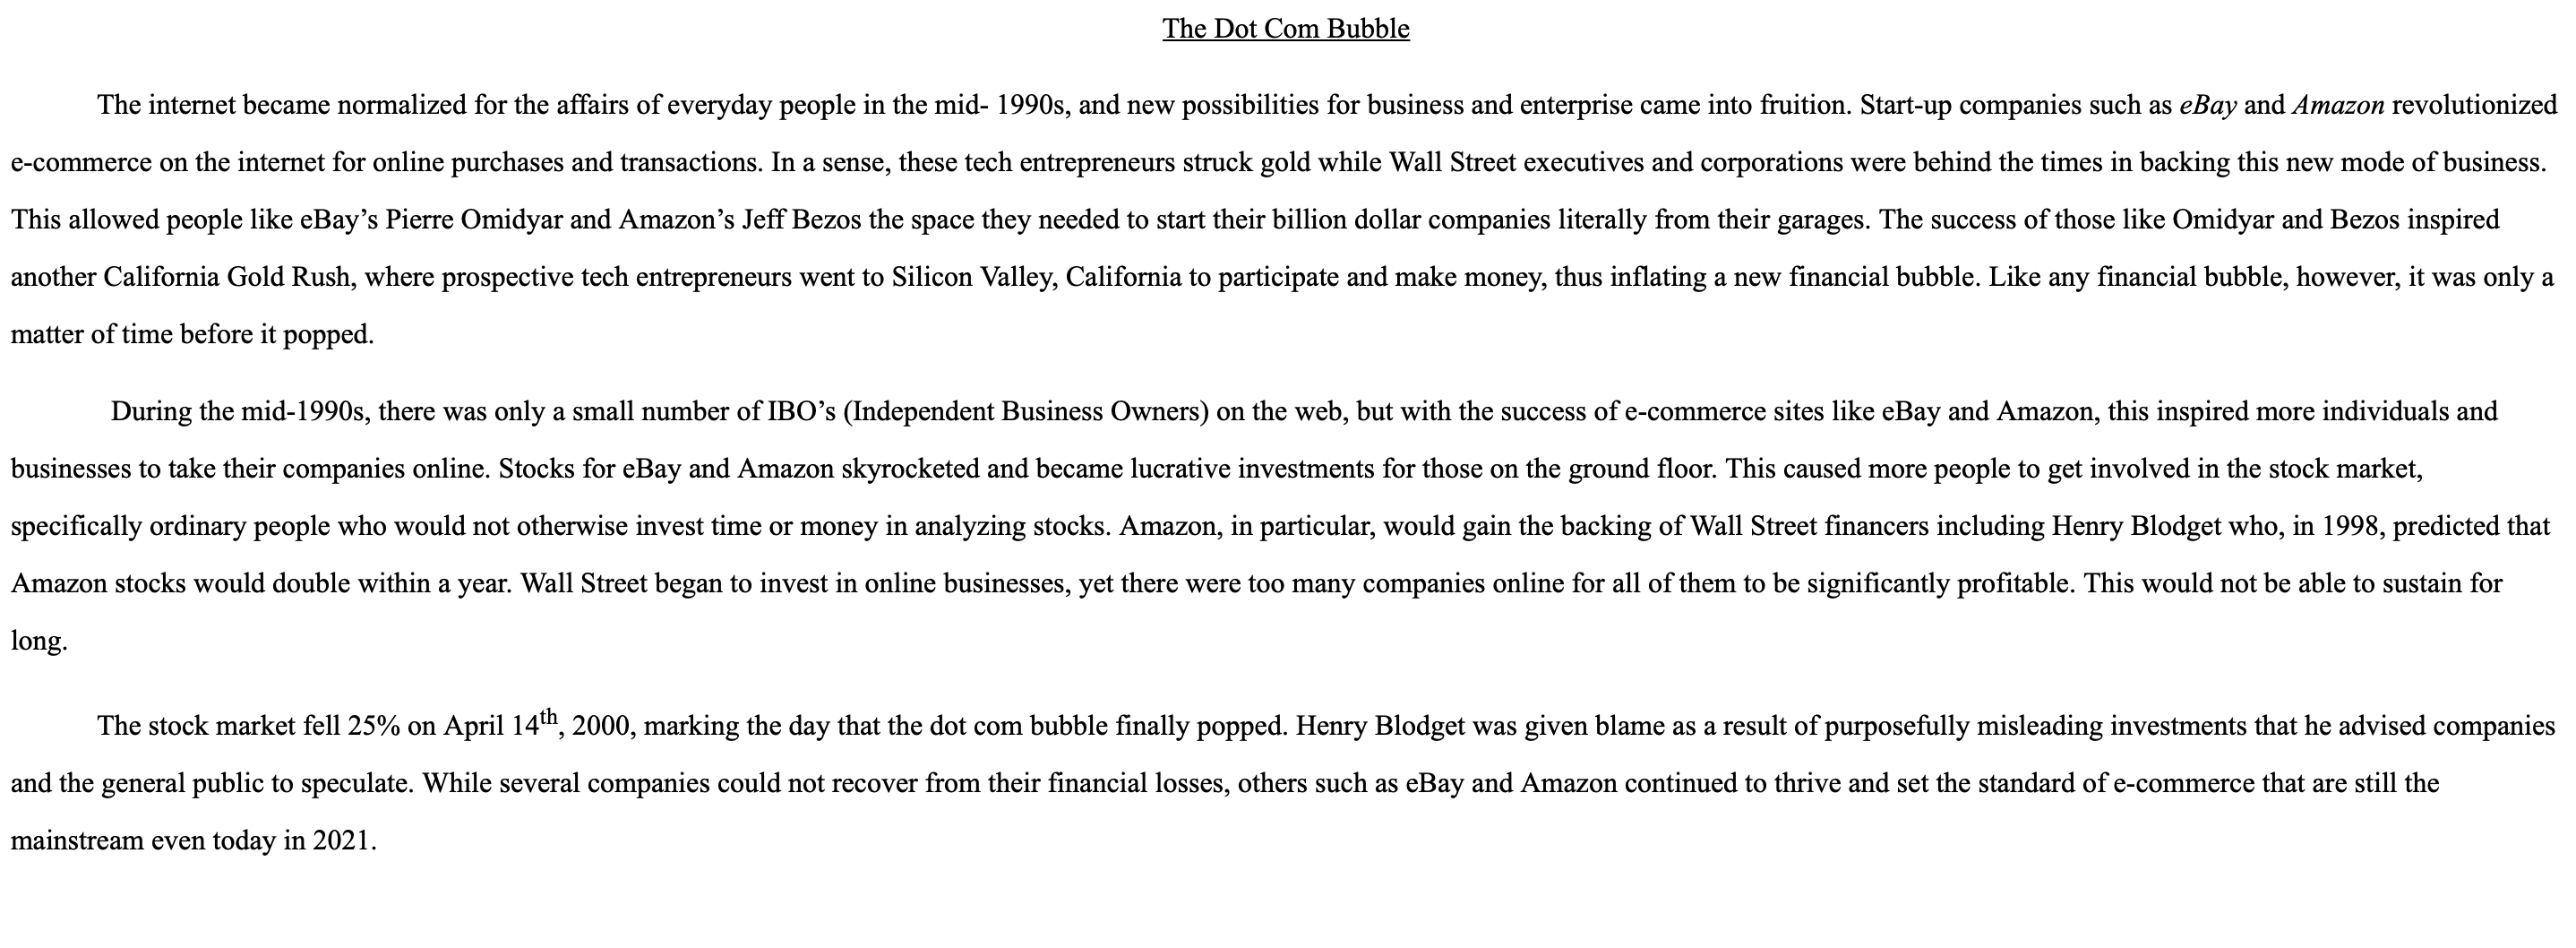 The Dot Com Bubble
The internet became normalized for the affairs of everyday people in the mid- 1990s, and new possibilities for business and enterprise came into fruition. Start-up companies such as eBay and Amazon revolutionized
e-commerce on the internet for online purchases and transactions. In a sense, these tech entrepreneurs struck gold while Wall Street executives and corporations were behind the times in backing this new mode of business.
This allowed people like eBay’s Pierre Omidyar and Amazon’s Jeff Bezos the space they needed to start their billion dollar companies literally from their garages. The success of those like Omidyar and Bezos inspired
another California Gold Rush, where prospective tech entrepreneurs went to Silicon Valley, California to participate and make money, thus inflating a new financial bubble. Like any financial bubble, however, it was only a
matter of time before it popped.
During the mid-1990s, there was only a small number of IBO’s (Independent Business Owners) on the web, but with the success of e-commerce sites like eBay and Amazon, this inspired more individuals and
businesses to take their companies online. Stocks for eBay and Amazon skyrocketed and became lucrative investments for those on the ground floor. This caused more people to get involved in the stock market,
specifically ordinary people who would not otherwise invest time or money in analyzing stocks. Amazon, in particular, would gain the backing of Wall Street financers including Henry Blodget who, in 1998, predicted that
Amazon stocks would double within a year. Wall Street began to invest in online businesses, yet there were too many companies online for all of them to be significantly profitable. This would not be able to sustain for
long.
The stock market fell 25% on April 14th, 2000, marking the day that the dot com bubble finally popped. Henry Blodget was given blame as a result of purposefully misleading investments that he advised companies
and the general public to speculate. While several companies could not recover from their financial losses, others such as eBay and Amazon continued to thrive and set the standard of e-commerce that are still the
mainstream even today in 2021.